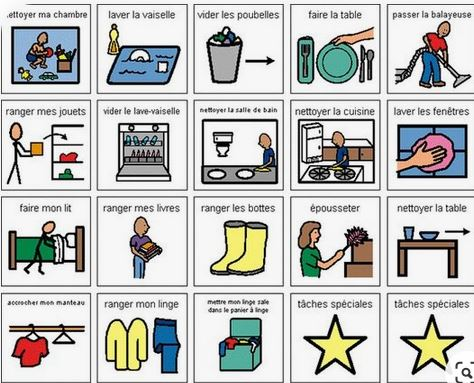 nettoyer ma chambre
laver la vaiselle
vider les poubelles
faire la table
passer la balayeuse
ranger mes jouets
vider le lave-vaiselle
nettoyer la salle de bain
nettoyer la cuisine
laver les fenêtres
faire mon lit
ranger mes livres
ranger les bottes
épousseter
nettoyer la table
accrocher mon manteau
ranger mon linge
mettre mon linge sale
dans le panier à linge
tâches spéciales
tâches spéciales